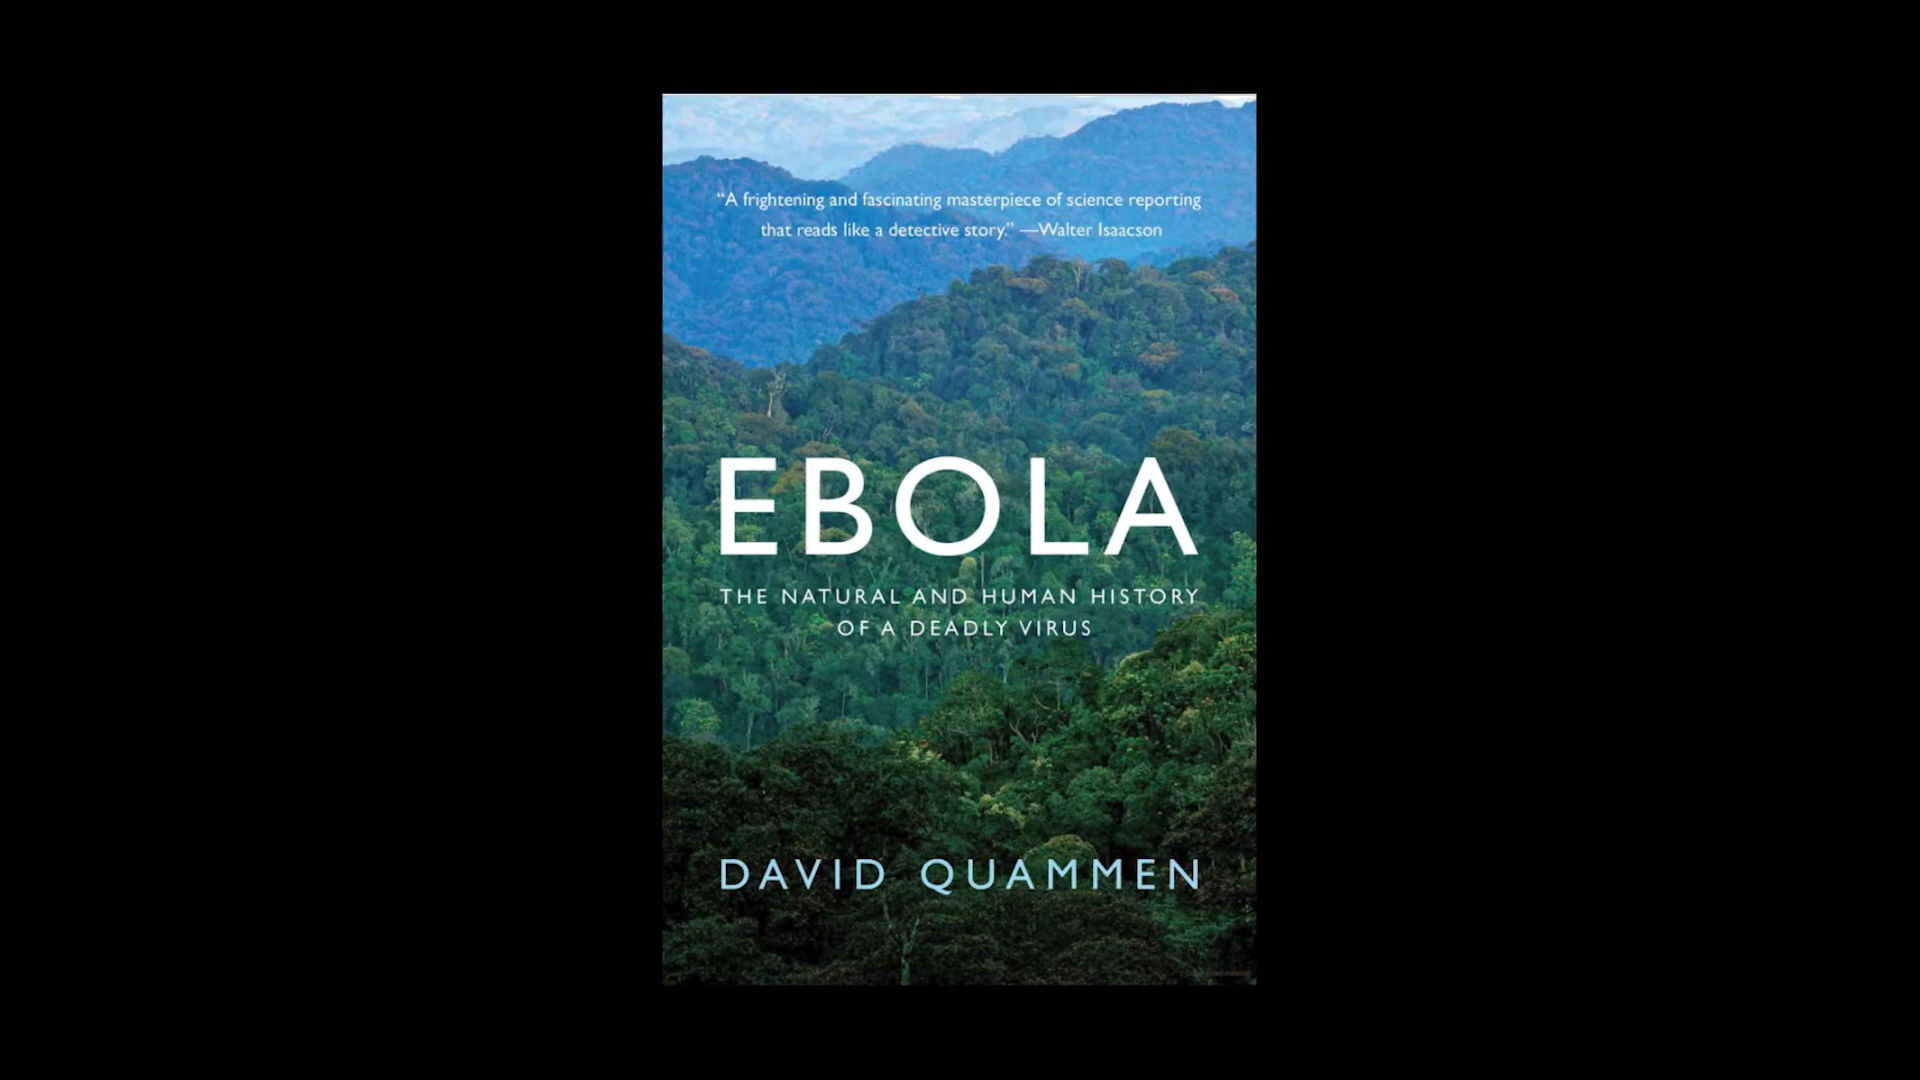 “A frightening and fascinating masterpiece of science reporting
that reads like a detective story.” —Walter Isaacson
EBOLA
THE NATURAL AND HUMAN HISTORY
OF A DEADLY VIRUS
DAVID QUAMMEN